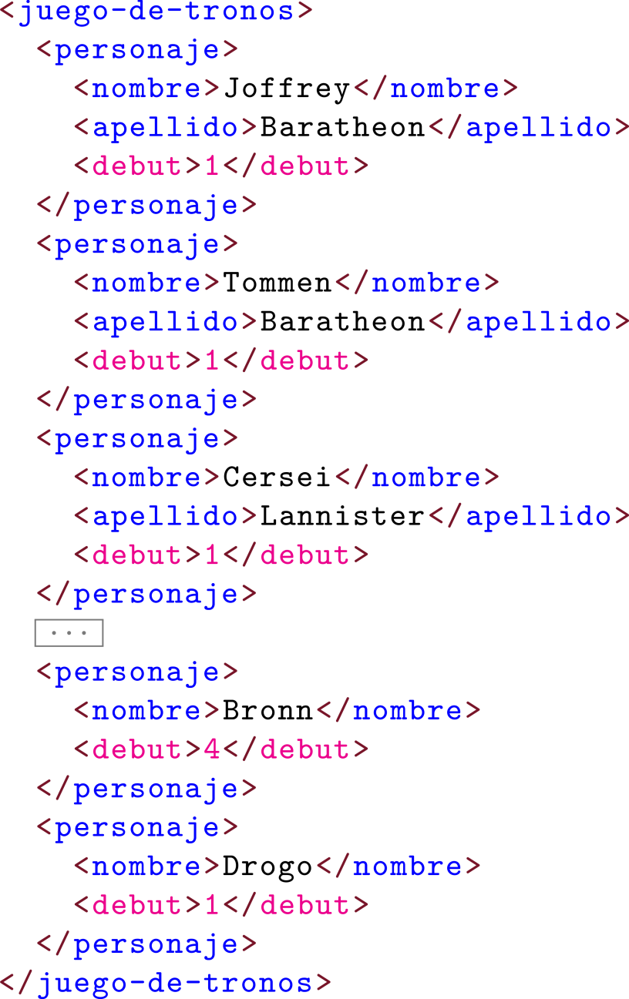 <juego-de-tronos>
  <personaje>
    <nombre>Joffrey</nombre>
    <apellido>Baratheon</apellido>
    <debut>1</debut>
  </personaje>
  <personaje>
    <nombre>Tommen</nombre>
    <apellido>Baratheon</apellido>
    <debut>1</debut>
  </personaje>
  <personaje>
    <nombre>Cersei</nombre>
    <apellido>Lannister</apellido>
    <debut>1</debut>
  </personaje>
  ...
  <personaje>
    <nombre>Bronn</nombre>
    <debut>4</debut>
  </personaje>
  <personaje>
    <nombre>Drogo</nombre>
    <debut>1</debut>
  </personaje>
</juego-de-tronos>